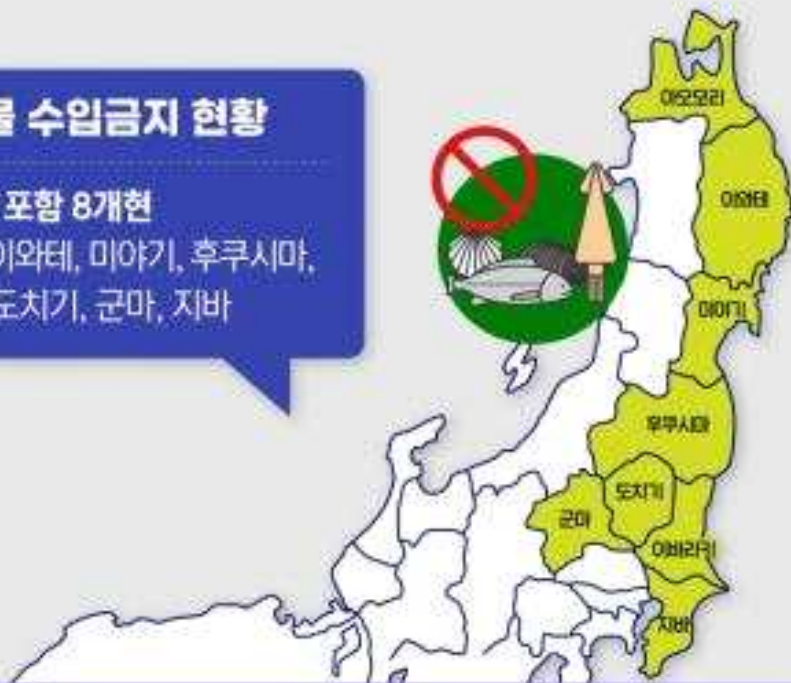 물 수입금지 현황
포함 8개현
이와테, 미야기, 후쿠시마,
도치기, 군마, 지바
아오모리
이와테
미야기
후쿠시마
도치기
군마
이바라키
지바